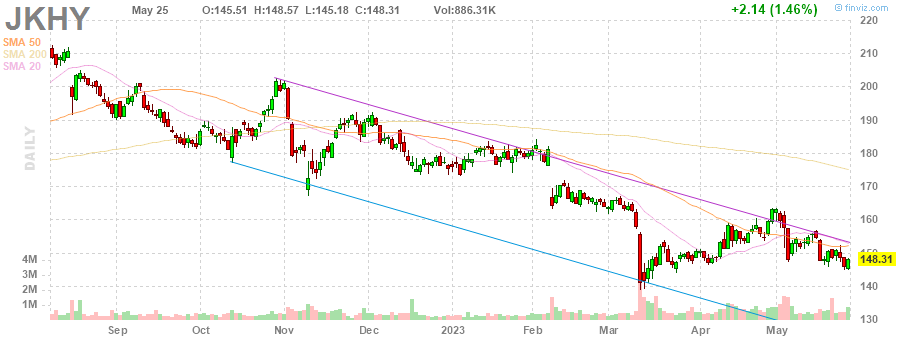 JKHY May 25 O:145.51 H:148.57 L:145.18 C:148.31 Vol:886.31K +2.14 (1.46%)
© finviz.com
SMA 50
SMA 200
SMA 20
DAILY
220
210
200
190
180
170
160
150
148.31
140
130
4M
3M
2M
1M
Sep Oct Nov Dec 2023 Feb Mar Apr May